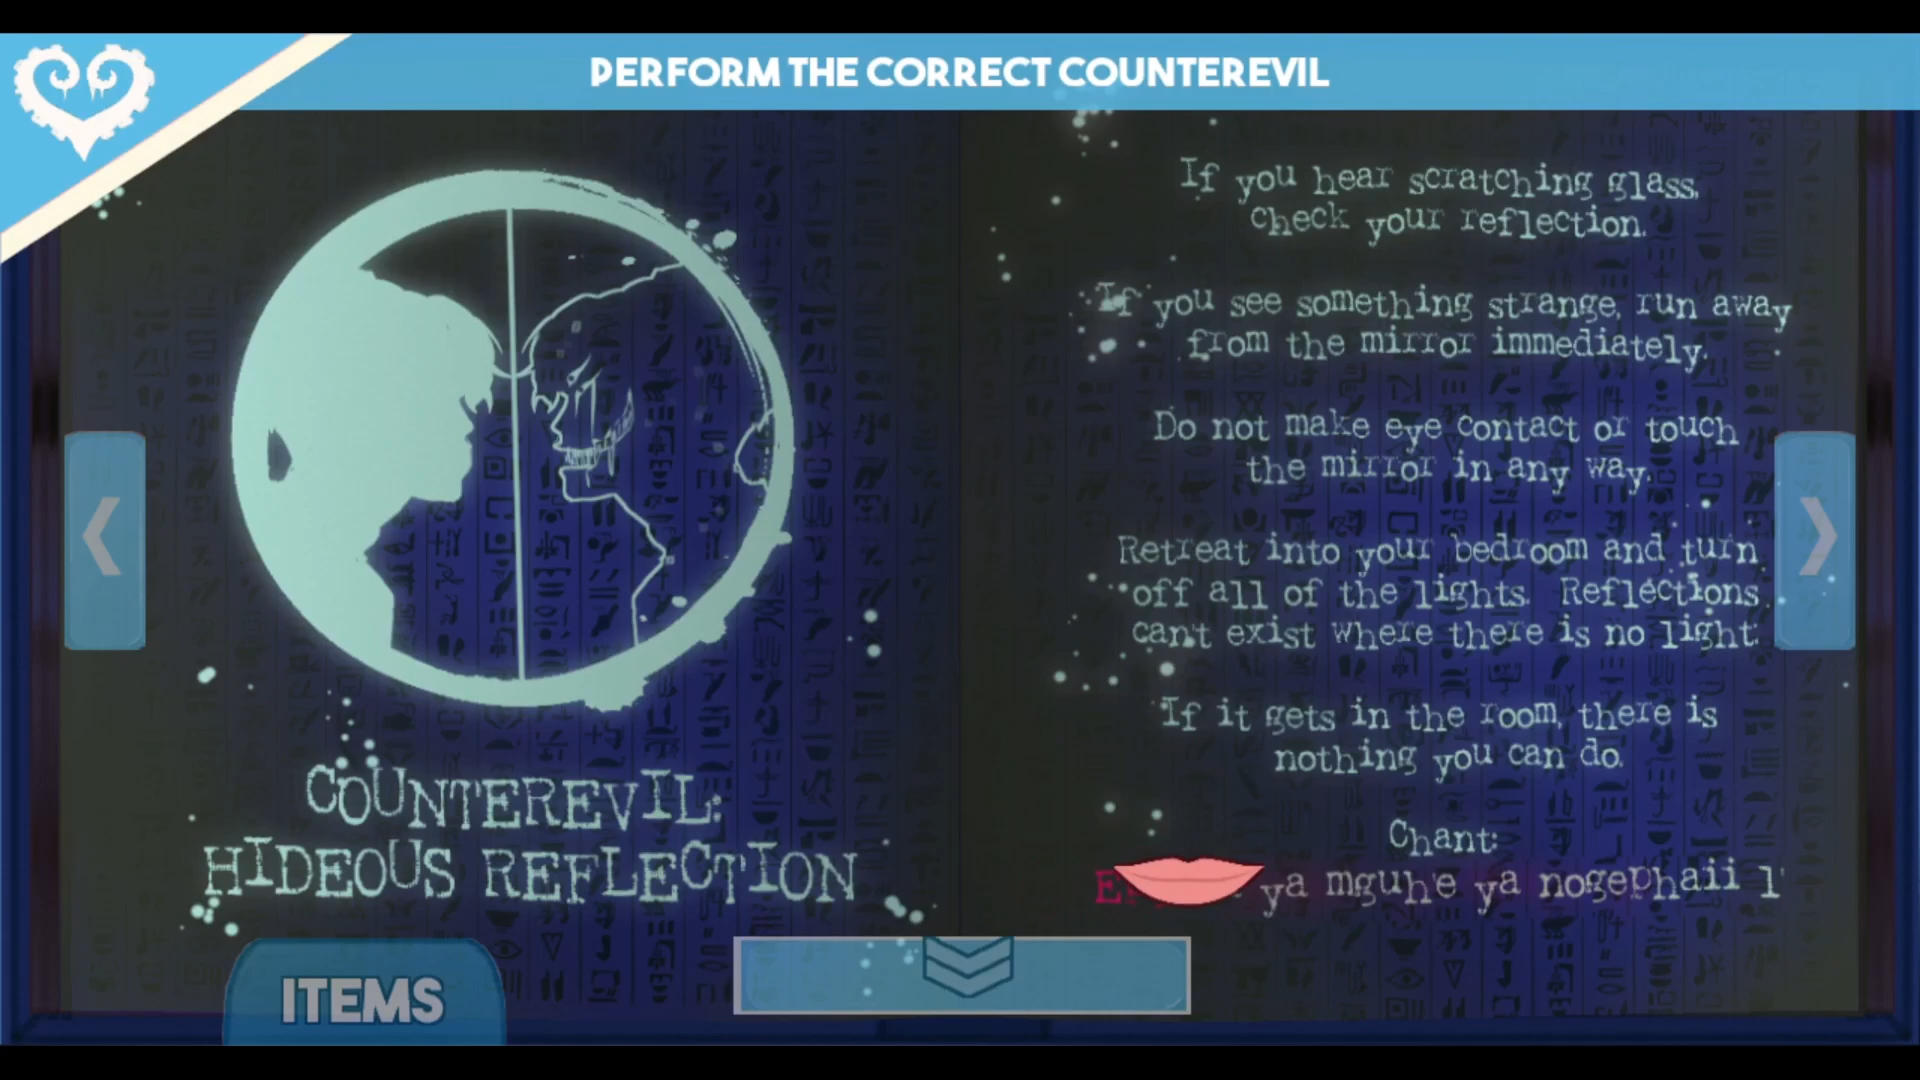 PERFORM THE CORRECT COUNTEREVIL
If you hear scratching glass,
check your reflection.
If you see something strange, run away
from the mirror immediately.
Do not make eye contact or touch
the mirror in any way.
Retreat into your bedroom and turn
off all of the lights. Reflections
can't exist where there is no light.
If it gets in the room, there is
nothing you can do.
COUNTEREVIL:
HIDEOUS REFLECTION
Chant:
ya mguh'e ya nogephaii l'
ITEMS